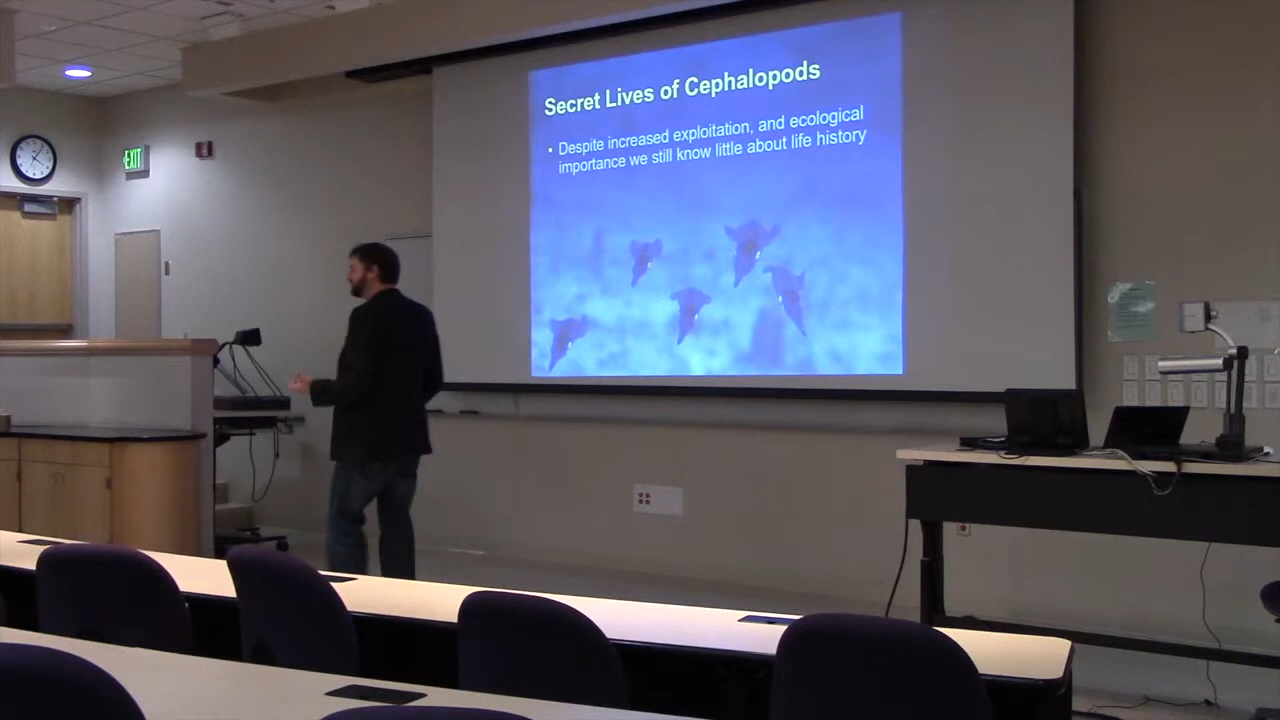 Secret Lives of Cephalopods
• Despite increased exploitation, and ecological
importance we still know little about life history
EXIT